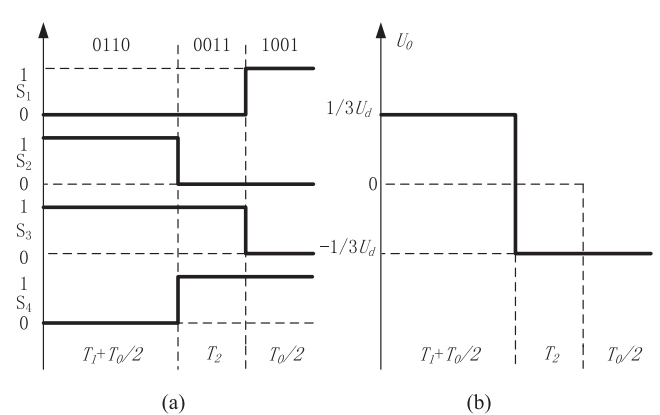 0110 0011 1001
1
S1
0
1
S2
0
1
S3
0
1
S4
0
T1+T0/2 T2 T0/2
(a)
U0
1/3Ud
0
-1/3Ud
T1+T0/2 T2 T0/2
(b)